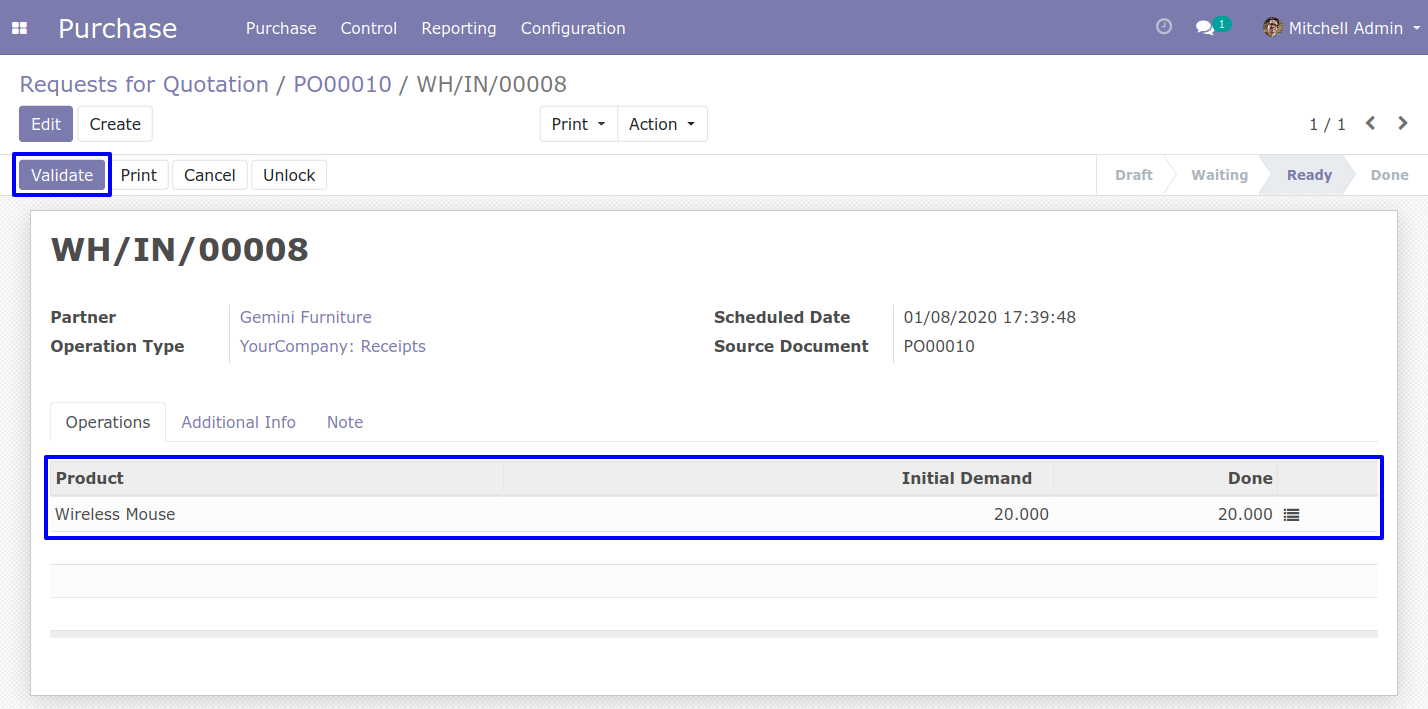 Purchase Purchase Control Reporting Configuration 1 Mitchell Admin
Requests for Quotation / PO00010 / WH/IN/00008
Edit Create Print Action 1 / 1
Validate Print Cancel Unlock Draft Waiting Ready Done
WH/IN/00008
Partner Gemini Furniture Scheduled Date 01/08/2020 17:39:48
Operation Type YourCompany: Receipts Source Document PO00010
Operations Additional Info Note
Product Initial Demand Done
Wireless Mouse 20.000 20.000